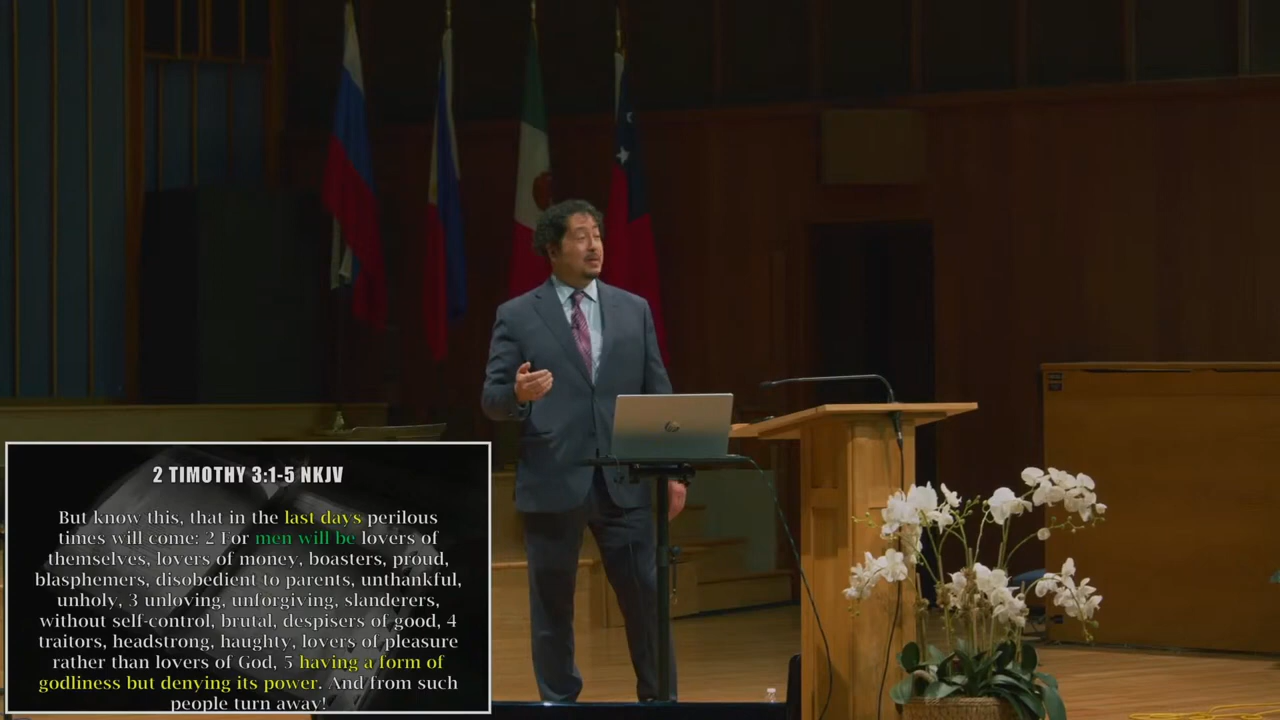 2 TIMOTHY 3:1-5 NKJV
But know this, that in the last days perilous
times will come: 2 For men will be lovers of
themselves, lovers of money, boasters, proud,
blasphemers, disobedient to parents, unthankful,
unholy, 3 unloving, unforgiving, slanderers,
without self-control, brutal, despisers of good, 4
traitors, headstrong, haughty, lovers of pleasure
rather than lovers of God, 5 having a form of
godliness but denying its power. And from such
people turn away!
hp